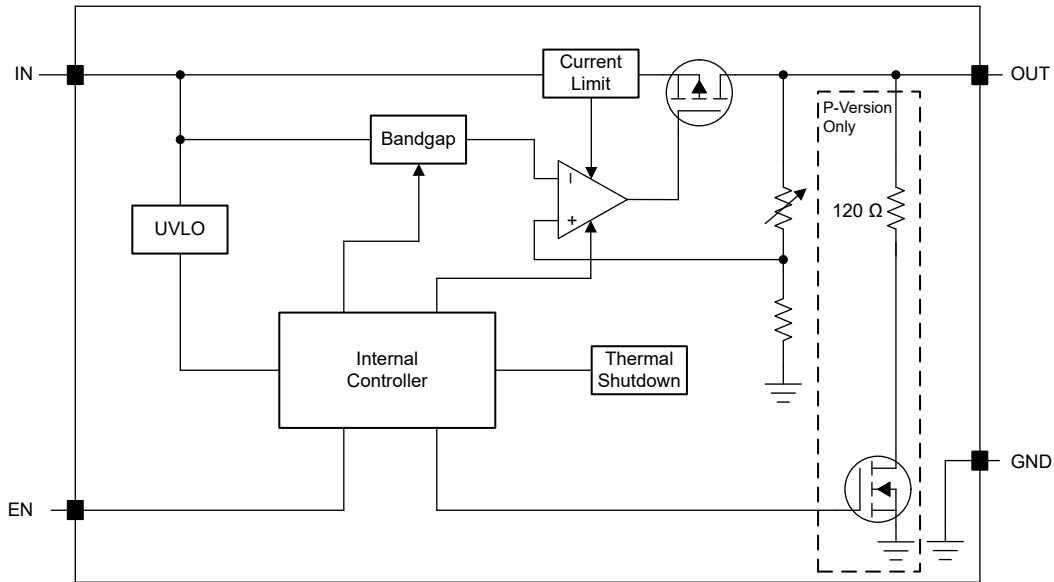 IN
Current
Limit
OUT
P-Version
Only
Bandgap
–
+
120 Ω
UVLO
Internal
Controller
Thermal
Shutdown
GND
EN